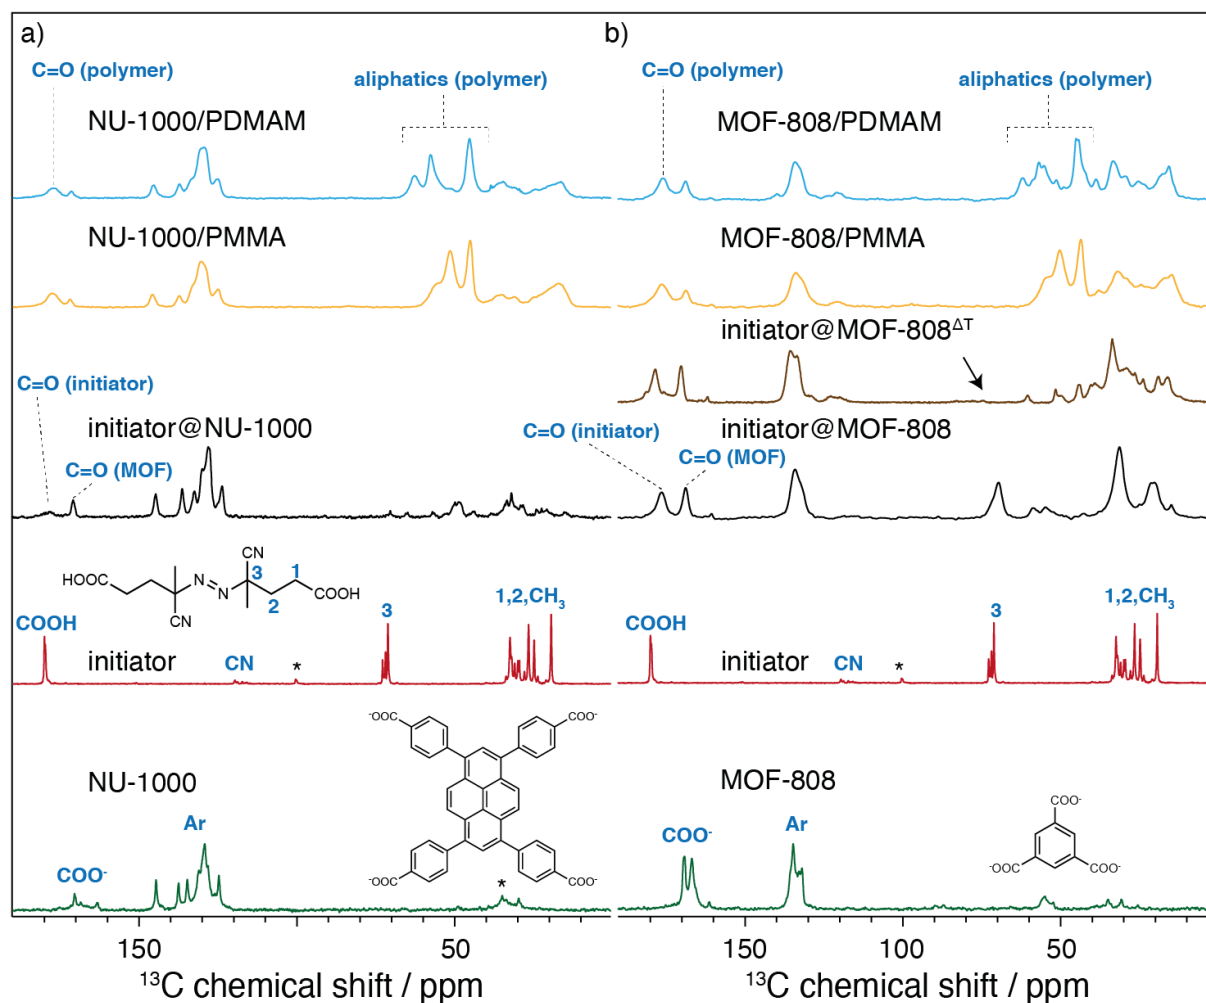 a)
C=O (polymer)
aliphatics (polymer)
NU-1000/PDMAM
NU-1000/PMMA
C=O (initiator)
initiator@NU-1000
C=O (MOF)
CN
HOOC
3
1
N
N
2
COOH
CN
COOH
initiator
CN
*
3
1,2,CH₃
-OOC
COO-
NU-1000
Ar
COO-
-OOC
COO-
*
150
50
¹³C chemical shift / ppm
b)
C=O (polymer)
aliphatics (polymer)
MOF-808/PDMAM
MOF-808/PMMA
initiator@MOF-808ᐞᵀ
C=O (initiator)
initiator@MOF-808
C=O (MOF)
COOH
initiator
CN
*
3
1,2,CH₃
MOF-808
COO-
Ar
COO-
-OOC
COO-
150
100
50
¹³C chemical shift / ppm